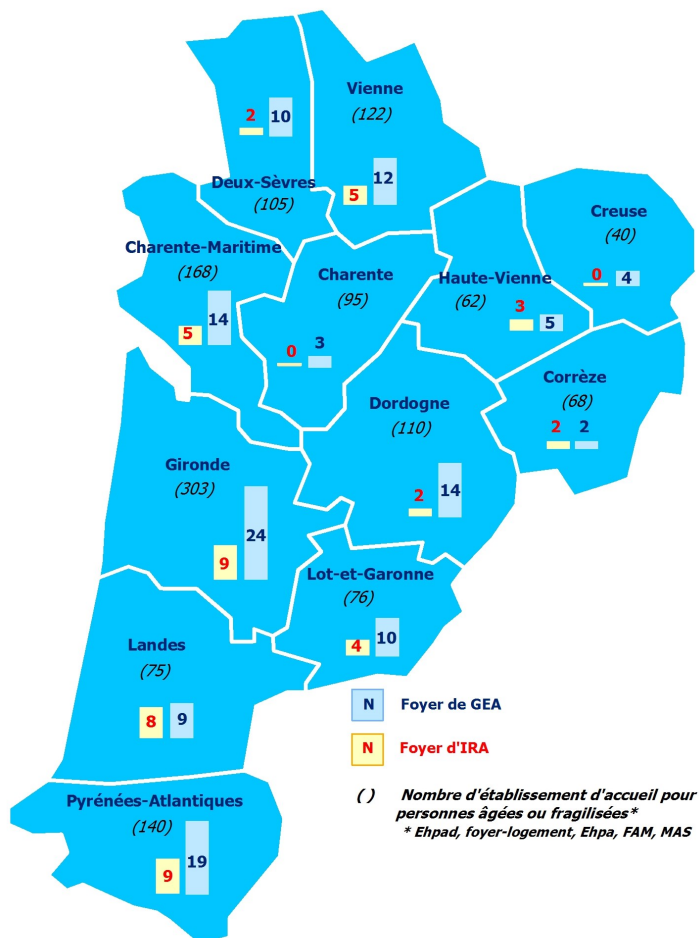 Vienne
(122)
2
10
5
12
Deux-Sèvres
(105)
Creuse
(40)
0
4
Charente-Maritime
(168)
5
14
Charente
(95)
0
3
Haute-Vienne
(62)
3
5
Corrèze
(68)
2
2
Dordogne
(110)
2
14
Gironde
(303)
9
24
Lot-et-Garonne
(76)
4
10
Landes
(75)
8
9
N Foyer de GEA
N Foyer d'IRA
( ) Nombre d'établissement d'accueil pour
personnes âgées ou fragilisées*
* Ehpad, foyer-logement, Ehpa, FAM, MAS
Pyrénées-Atlantiques
(140)
9
19